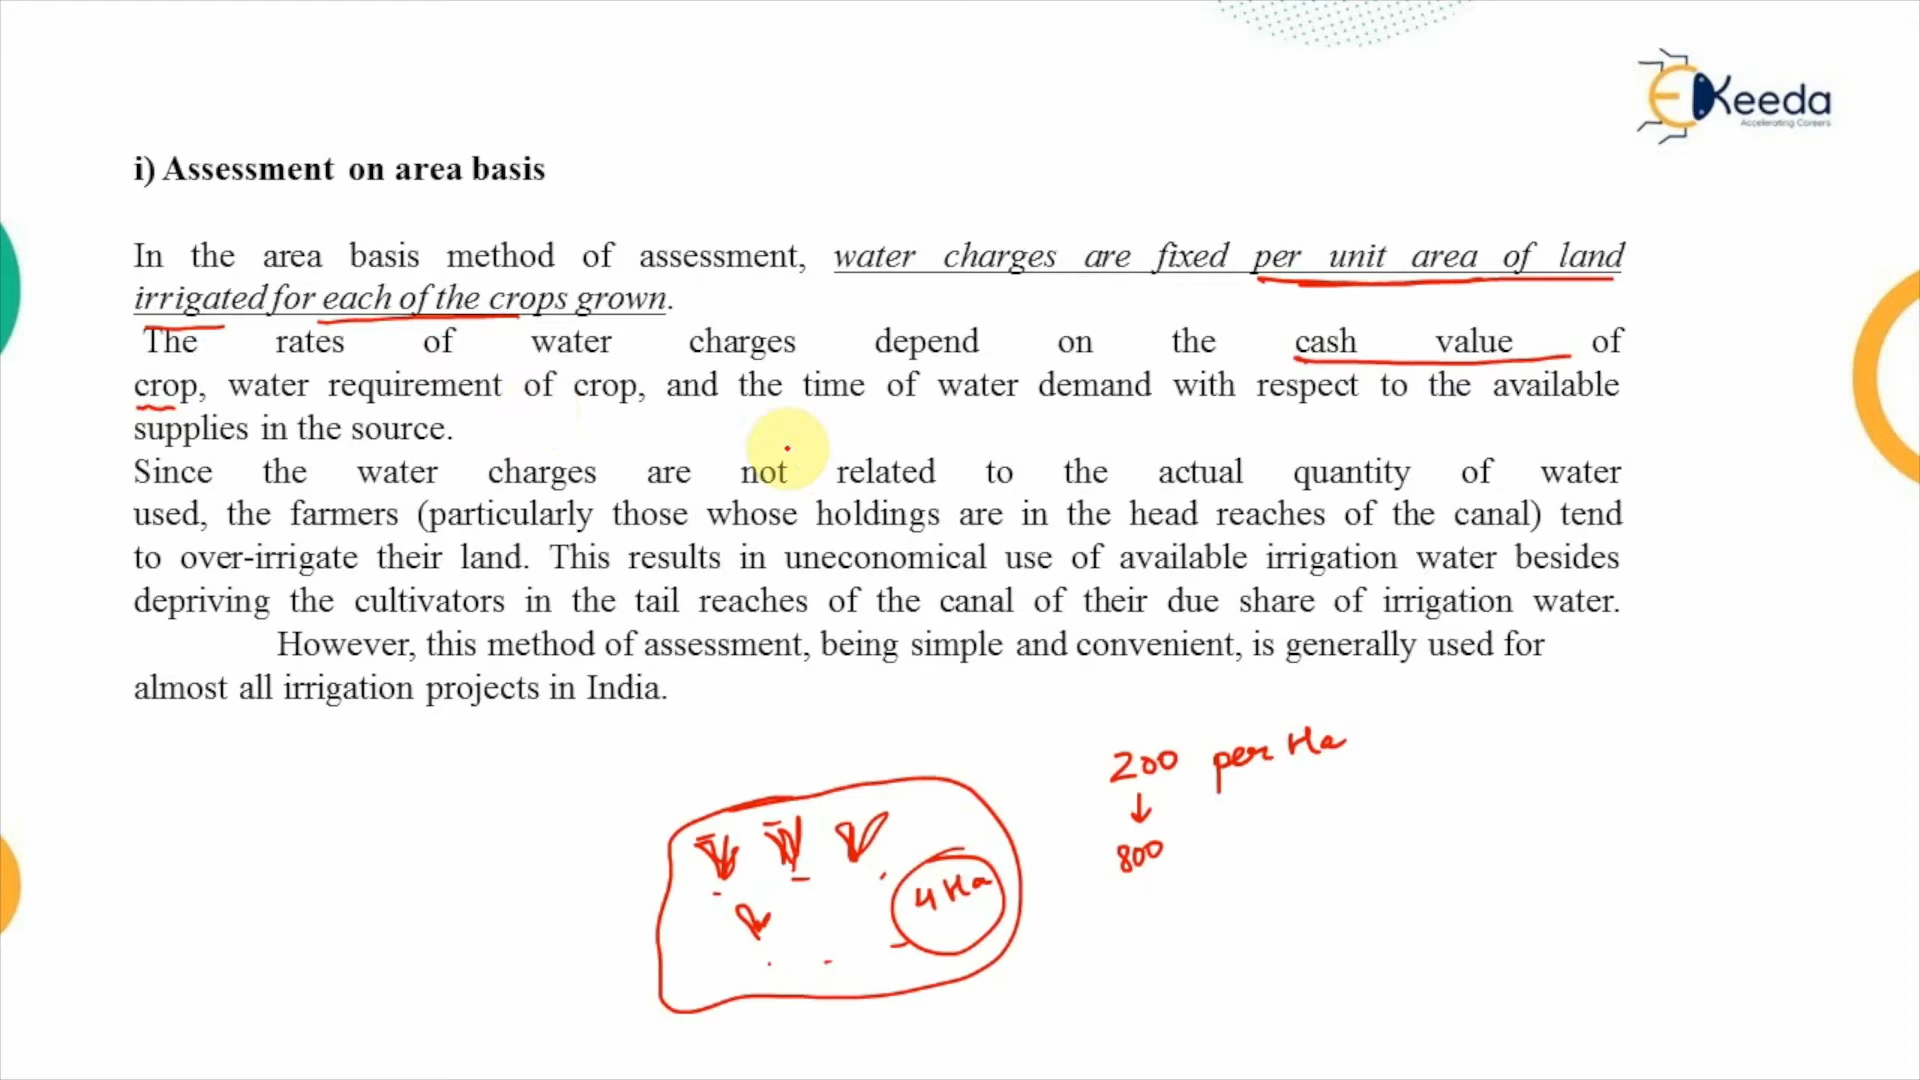 EKeeda
Accelerating Careers
i) Assessment on area basis
In the area basis method of assessment, water charges are fixed per unit area of land
irrigated for each of the crops grown.
The rates of water charges depend on the cash value of
crop, water requirement of crop, and the time of water demand with respect to the available
supplies in the source.
Since the water charges are not related to the actual quantity of water
used, the farmers (particularly those whose holdings are in the head reaches of the canal) tend
to over-irrigate their land. This results in uneconomical use of available irrigation water besides
depriving the cultivators in the tail reaches of the canal of their due share of irrigation water.
However, this method of assessment, being simple and convenient, is generally used for
almost all irrigation projects in India.
200 per Ha
↓
800
4 Ha